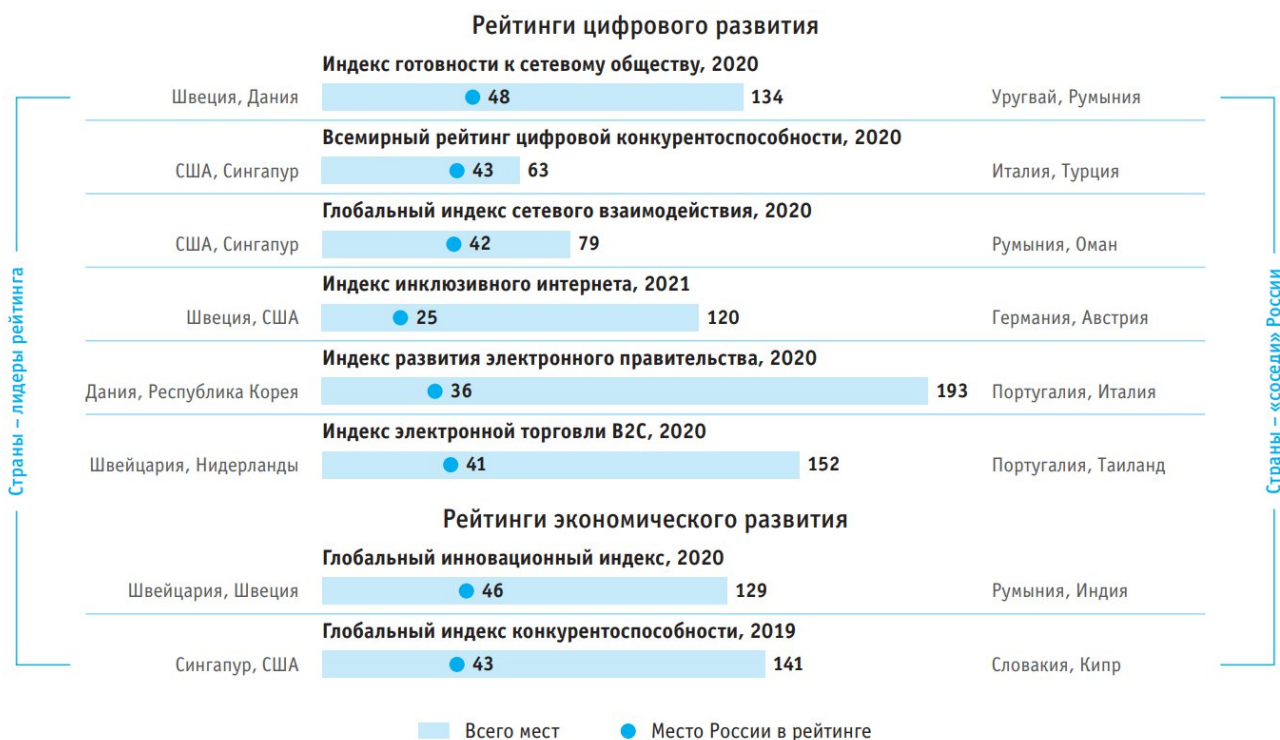 Рейтинги цифрового развития
Индекс готовности к сетевому обществу, 2020
Швеция, Дания 48 134 Уругвай, Румыния
Всемирный рейтинг цифровой конкурентоспособности, 2020
США, Сингапур 43 63 Италия, Турция
Глобальный индекс сетевого взаимодействия, 2020
США, Сингапур 42 79 Румыния, Оман
Индекс инклюзивного интернета, 2021
Швеция, США 25 120 Германия, Австрия
Индекс развития электронного правительства, 2020
Дания, Республика Корея 36 193 Португалия, Италия
Индекс электронной торговли B2C, 2020
Швейцария, Нидерланды 41 152 Португалия, Таиланд
Рейтинги экономического развития
Глобальный инновационный индекс, 2020
Швейцария, Швеция 46 129 Румыния, Индия
Глобальный индекс конкурентоспособности, 2019
Сингапур, США 43 141 Словакия, Кипр
Страны – лидеры рейтинга
Страны – «соседи» России
Всего мест Место России в рейтинге